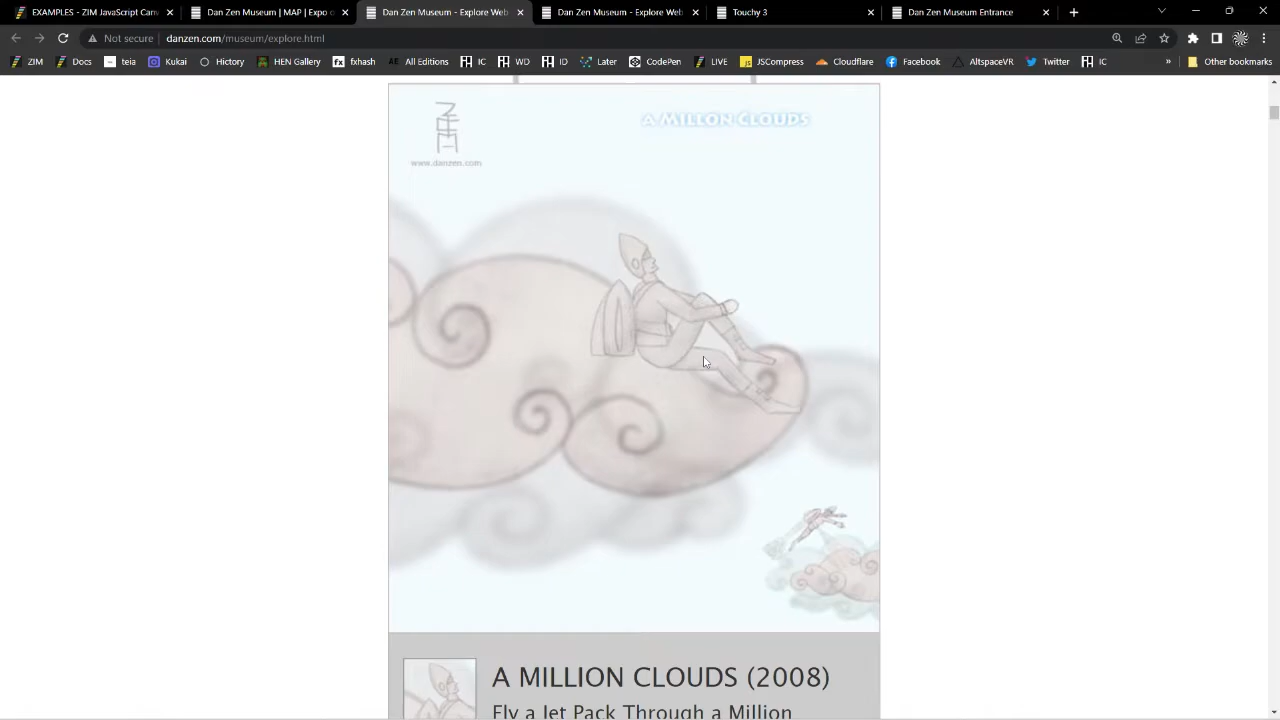 EXAMPLES - ZIM JavaScript Canv
Dan Zen Museum | MAP | Expo o
Dan Zen Museum - Explore Web
Dan Zen Museum - Explore Web
Touchy 3
Dan Zen Museum Entrance
Not secure danzen.com/museum/explore.html
ZIM Docs tea Kukai Hictory HEN Gallery fxhash All Editions IC WD ID Later CodePen LIVE JSCompress Cloudflare Facebook AltspaceVR Twitter IC » Other bookmarks
A MILLON CLOUDS
www.danzen.com
A MILLION CLOUDS (2008)
Fly a Jet Pack Through a Million